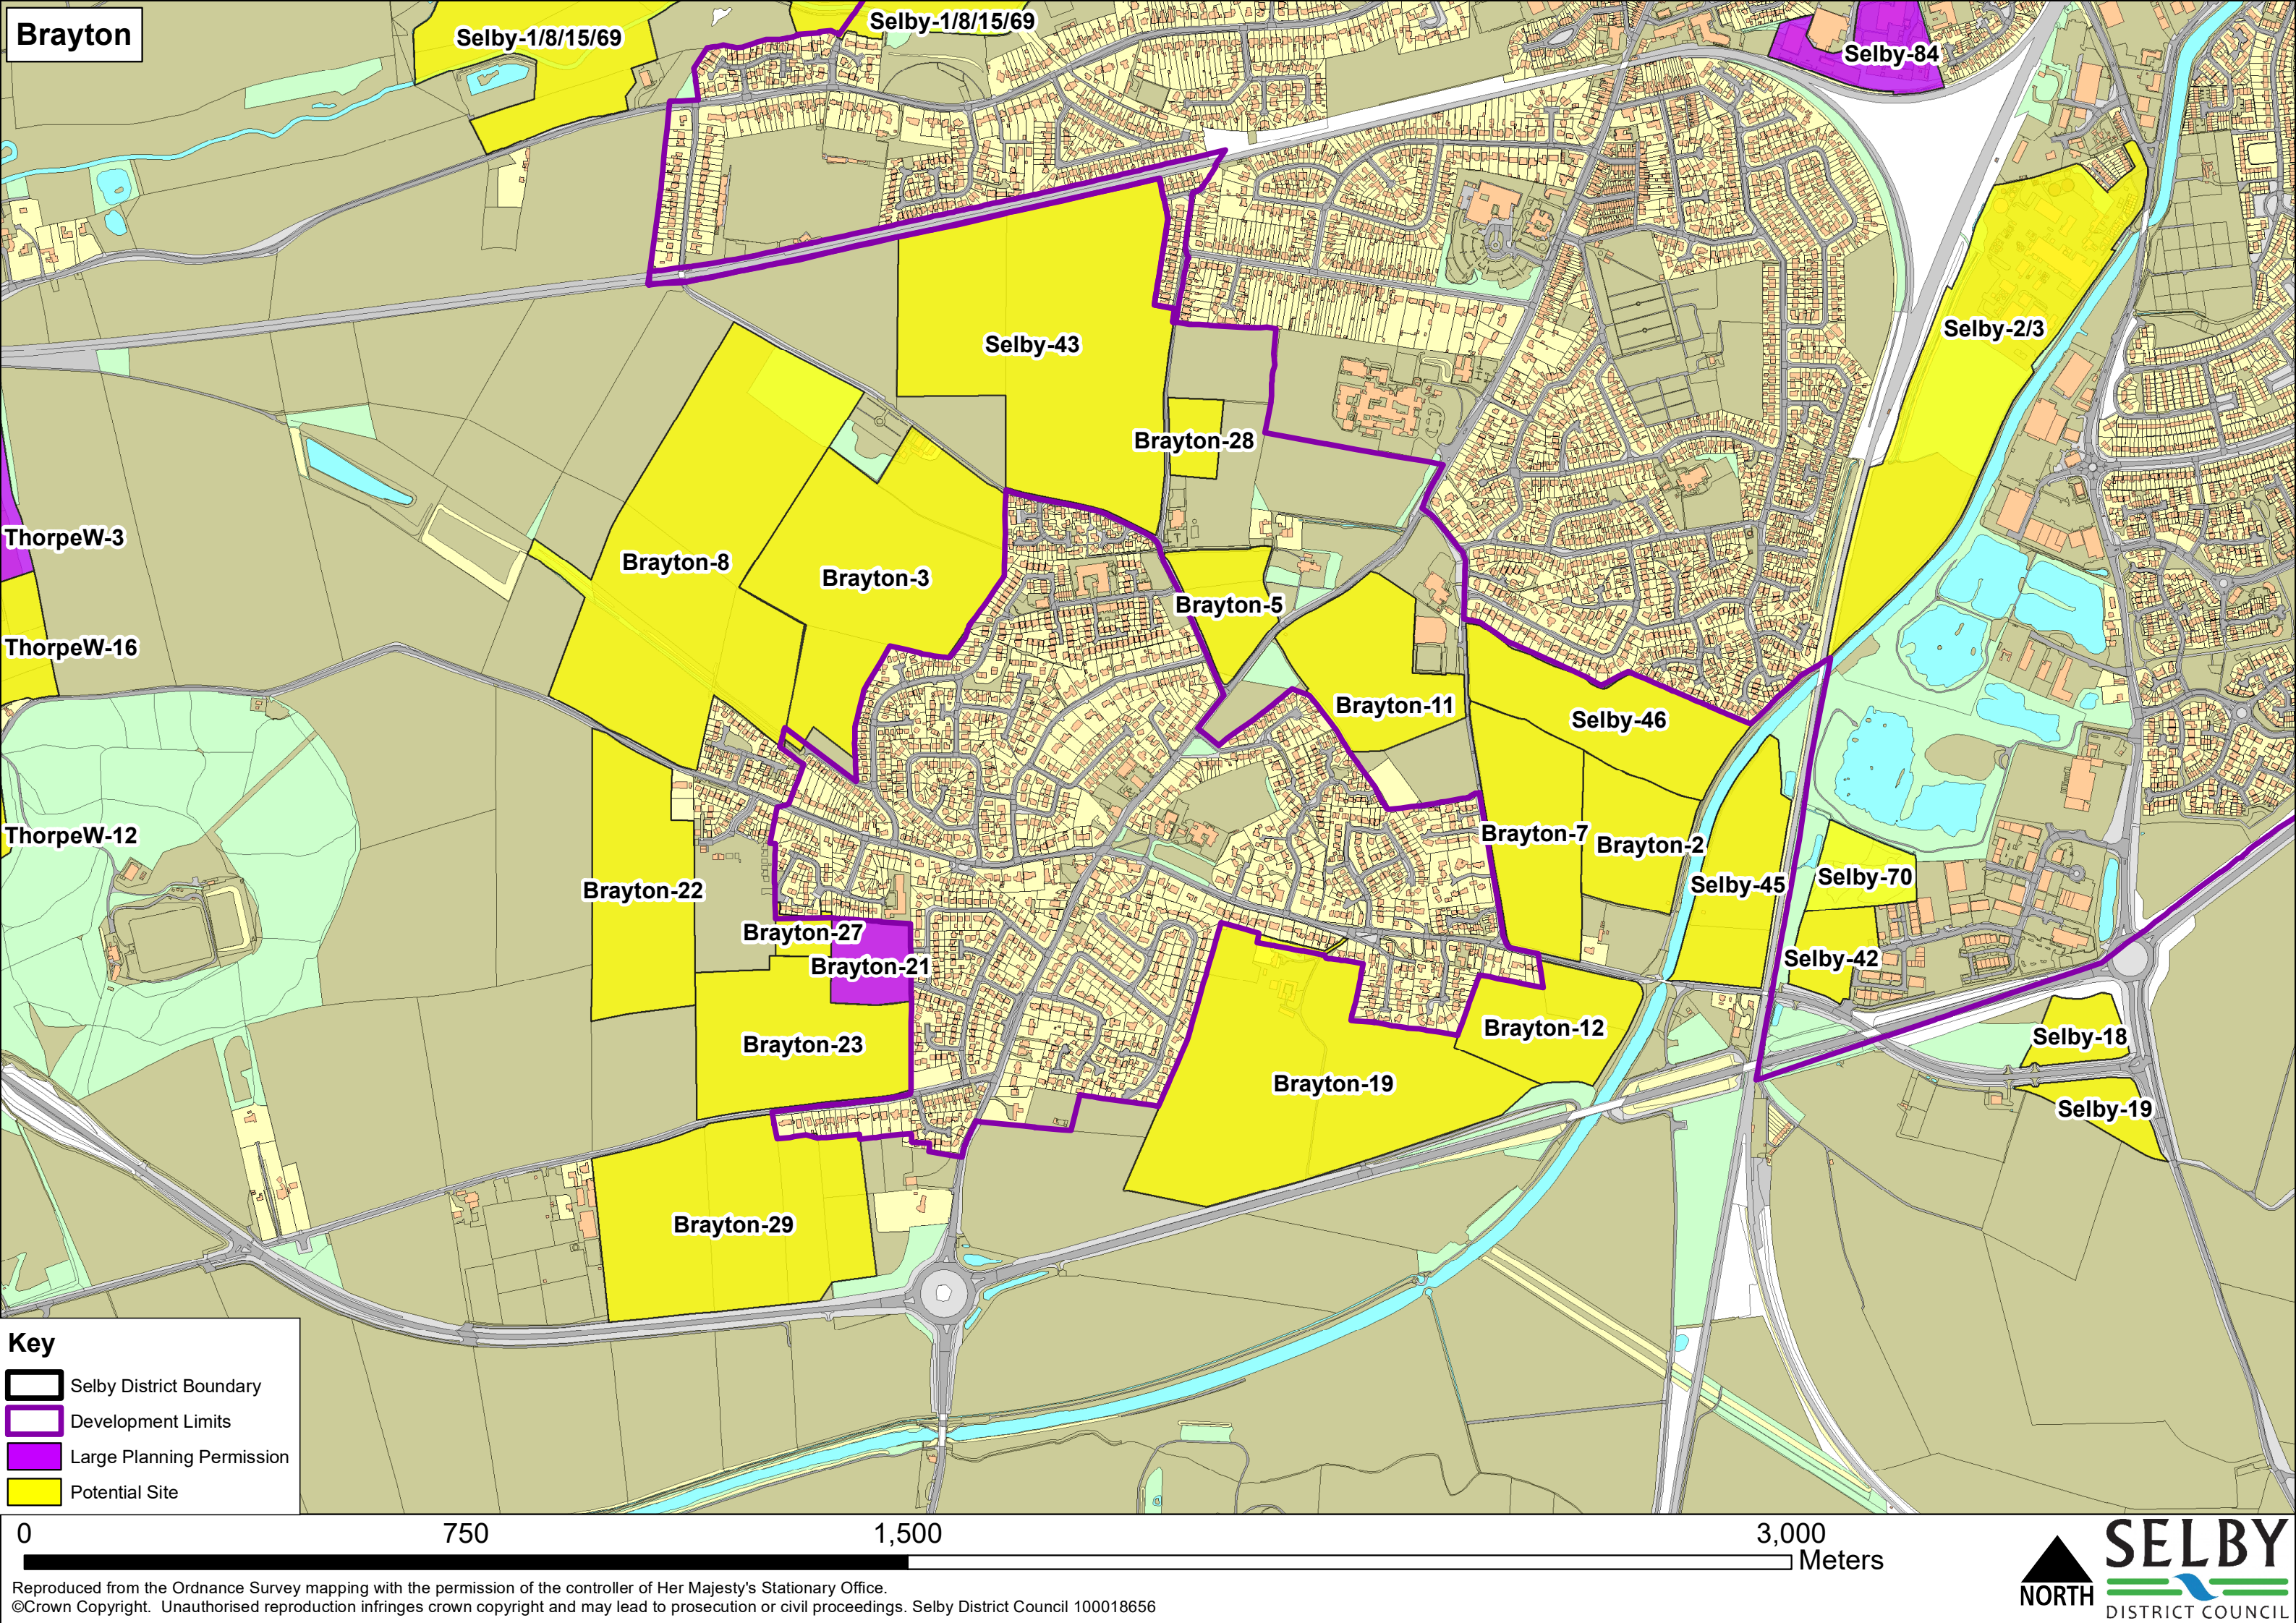 Brayton
Selby-1/8/15/69
Selby-1/8/15/69
Selby-84
Selby-2/3
Selby-43
Brayton-28
ThorpeW-3
Brayton-8
Brayton-3
Brayton-5
ThorpeW-16
Brayton-11
Selby-46
ThorpeW-12
Brayton-7
Brayton-2
Brayton-22
Selby-45
Selby-70
Brayton-27
Brayton-21
Selby-42
Brayton-23
Brayton-12
Selby-18
Brayton-19
Selby-19
Brayton-29
Key
Selby District Boundary
Development Limits
Large Planning Permission
Potential Site
0 750 1,500 3,000
Meters
Reproduced from the Ordnance Survey mapping with the permission of the controller of Her Majesty's Stationary Office.
©Crown Copyright. Unauthorised reproduction infringes crown copyright and may lead to prosecution or civil proceedings. Selby District Council 100018656
NORTH
SELBY
DISTRICT COUNCIL